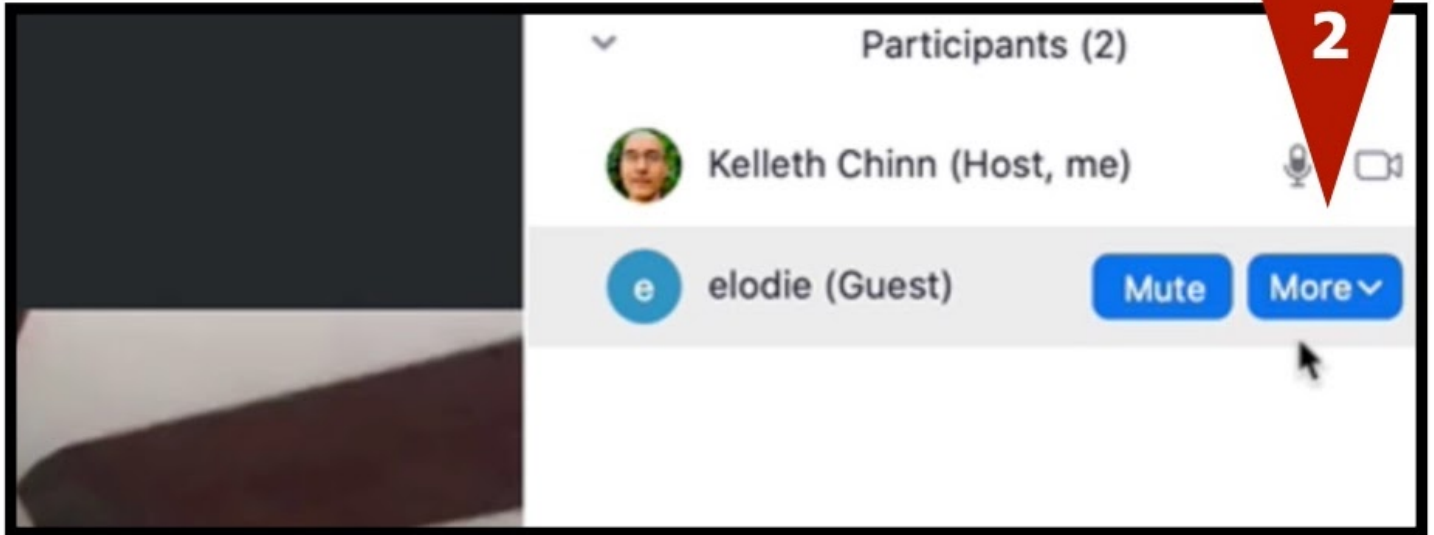 2
Participants (2)
Kelleth Chinn (Host, me)
e elodie (Guest) Mute More